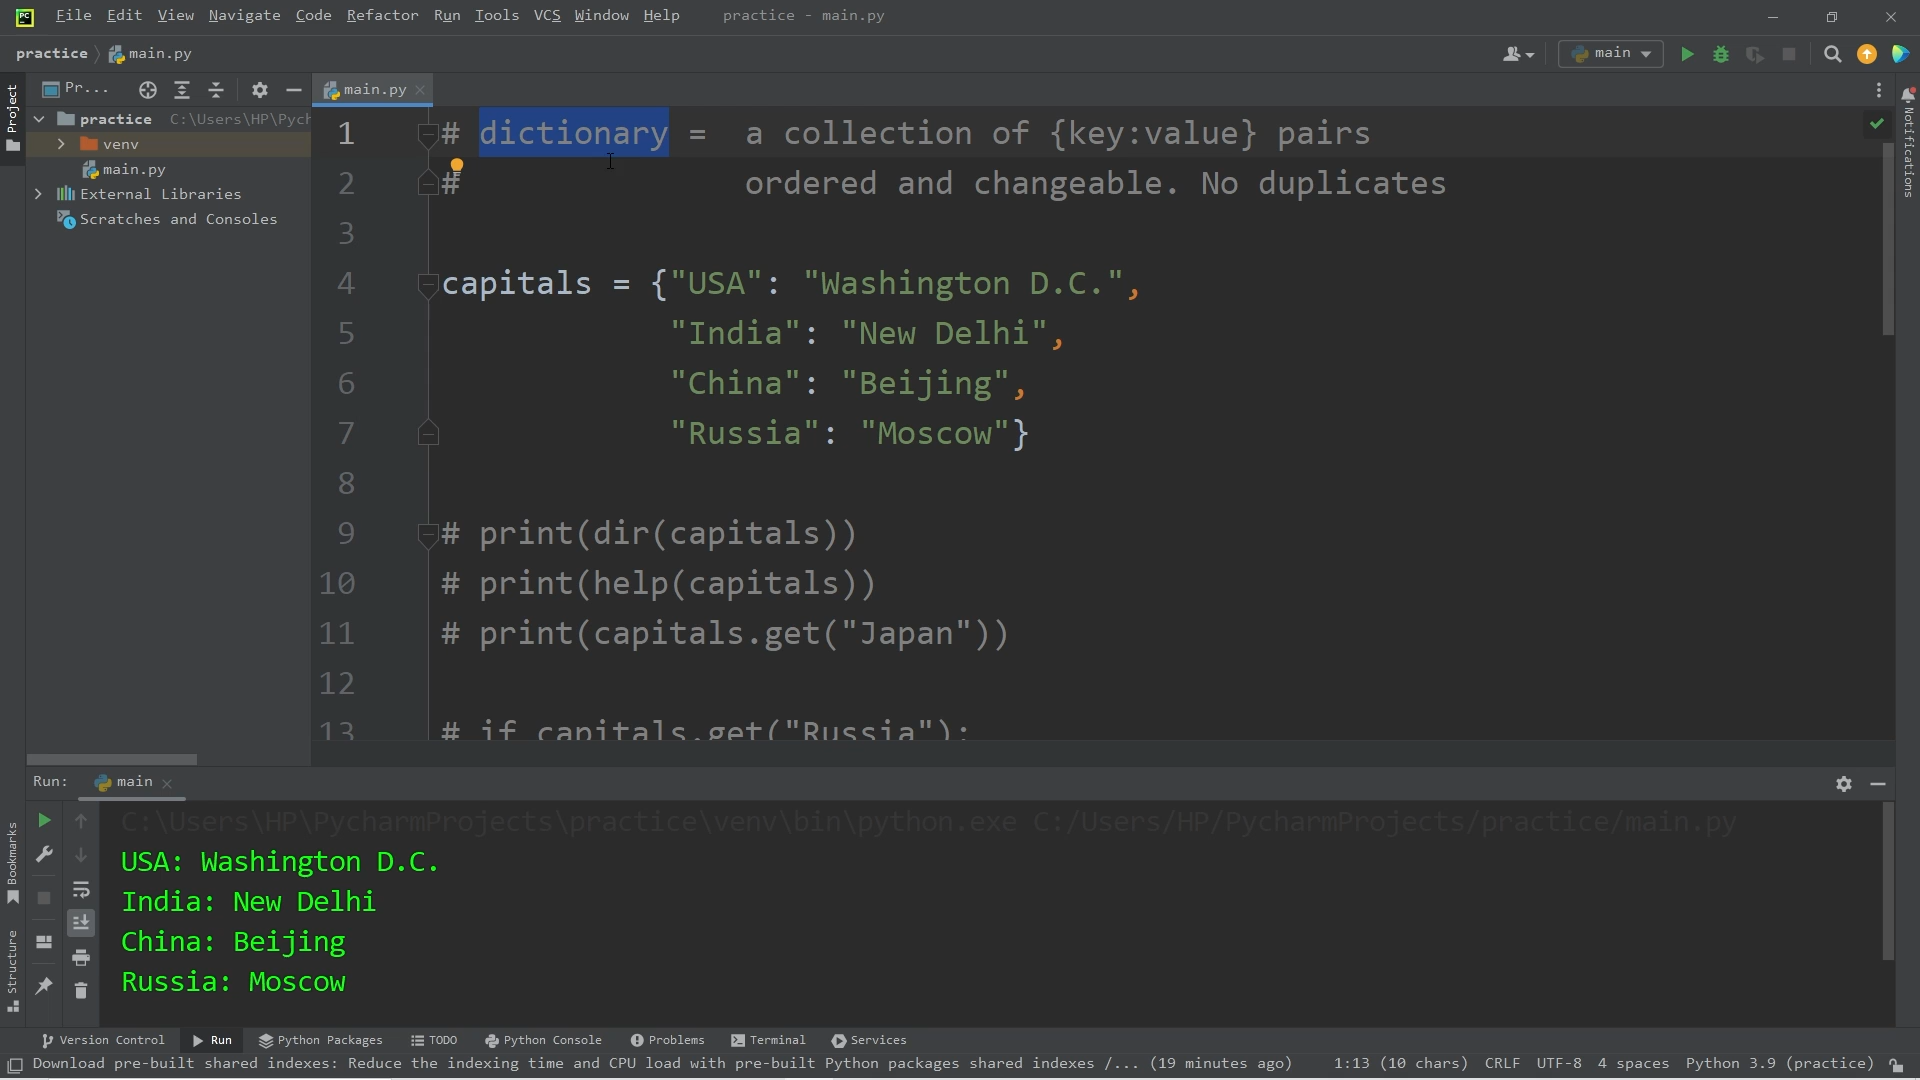 PC
File Edit View Navigate Code Refactor Run Tools VCS Window Help practice - main.py
practice main.py main
Pr... main.py
Project
Notifications
practice C:\Users\HP\Pych
venv
main.py
External Libraries
Scratches and Consoles
1 # dictionary = a collection of {key:value} pairs
2 # ordered and changeable. No duplicates
3
4 capitals = {"USA": "Washington D.C.",
5 "India": "New Delhi",
6 "China": "Beijing",
7 "Russia": "Moscow"}
8
9 # print(dir(capitals))
10 # print(help(capitals))
11 # print(capitals.get("Japan"))
12
13 # if capitals.get("Russia"):
Run: main
C:\Users\HP\PycharmProjects\practice\venv\bin\python.exe C:/Users/HP/PycharmProjects/practice/main.py
USA: Washington D.C.
India: New Delhi
China: Beijing
Russia: Moscow
Bookmarks
Structure
Version Control Run Python Packages TODO Python Console Problems Terminal Services
Download pre-built shared indexes: Reduce the indexing time and CPU load with pre-built Python packages shared indexes /... (19 minutes ago) 1:13 (10 chars) CRLF UTF-8 4 spaces Python 3.9 (practice)